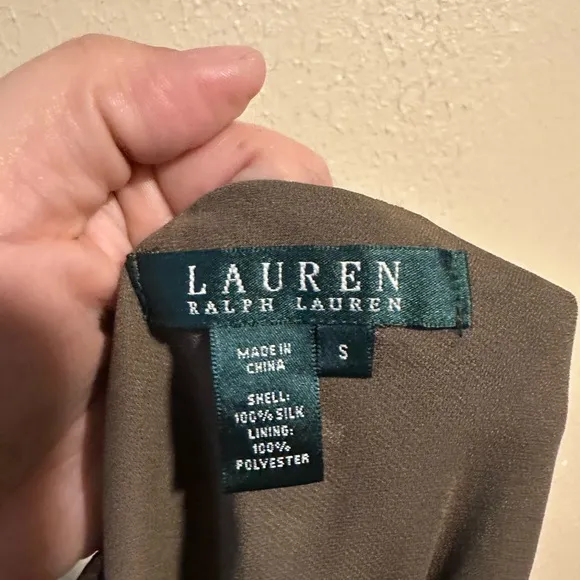 LAUREN
RALPH LAUREN
S
MADE IN
CHINA
SHELL:
100% SILK
LINING:
100%
POLYESTER